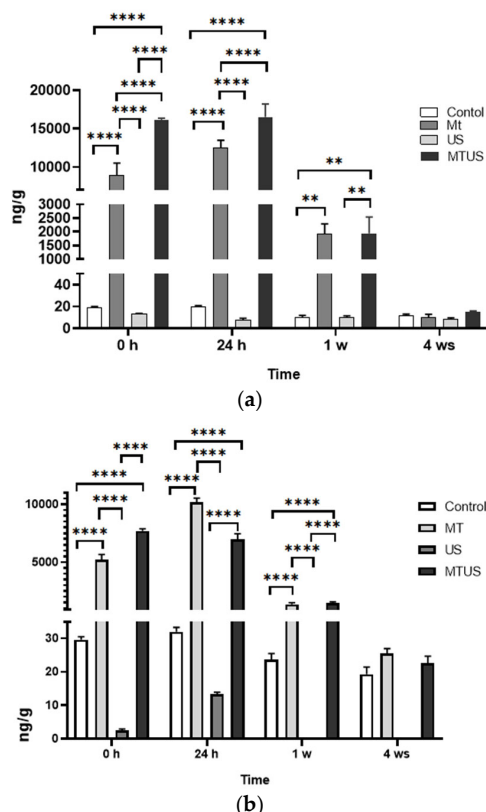 ****
****
****
****
****
****
****
****
****
****
**
**
**
20000
15000
10000
3000
2500
2000
1500
1000
40
20
0
ng/g
Contol
Mt
US
MTUS
0 h
24 h
1 w
4 ws
Time
(a)
****
****
****
****
****
****
****
****
****
****
****
****
10000
5000
30
20
10
0
ng/g
Control
MT
US
MTUS
0 h
24 h
1 w
4 ws
Time
(b)